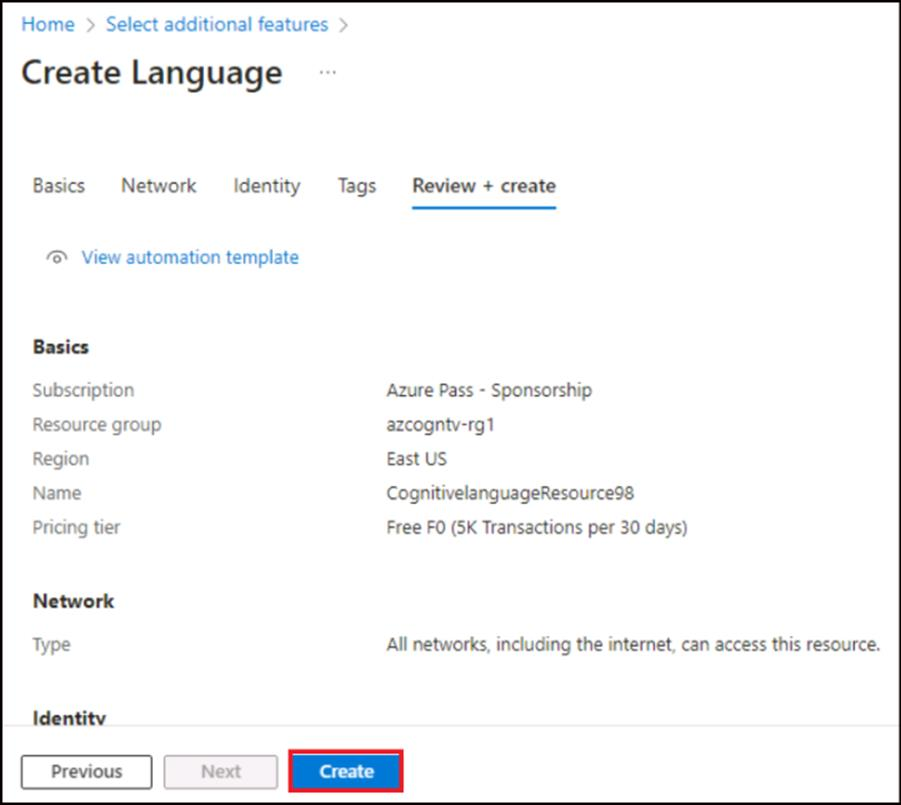 Home > Select additional features >
Create Language ...
Basics Network Identity Tags Review + create
View automation template
Basics
Subscription Azure Pass - Sponsorship
Resource group azcogntv-rg1
Region East US
Name CognitivelanguageResource98
Pricing tier Free F0 (5K Transactions per 30 days)
Network
Type All networks, including the internet, can access this resource.
Identity
Previous Next Create